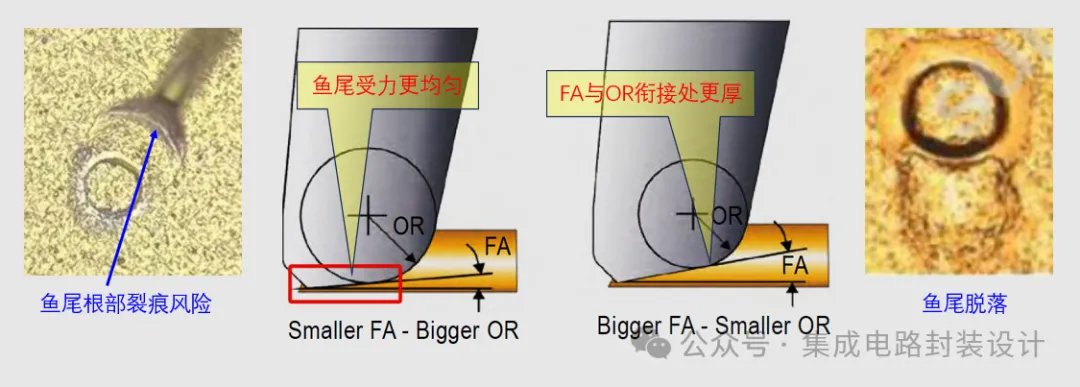 鱼尾根部裂痕风险
鱼尾受力更均匀
OR
FA
Smaller FA - Bigger OR
FA与OR衔接处更厚
OR
FA
Bigger FA - Smaller OR
鱼尾脱落
公众号 · 集成电路封装设计